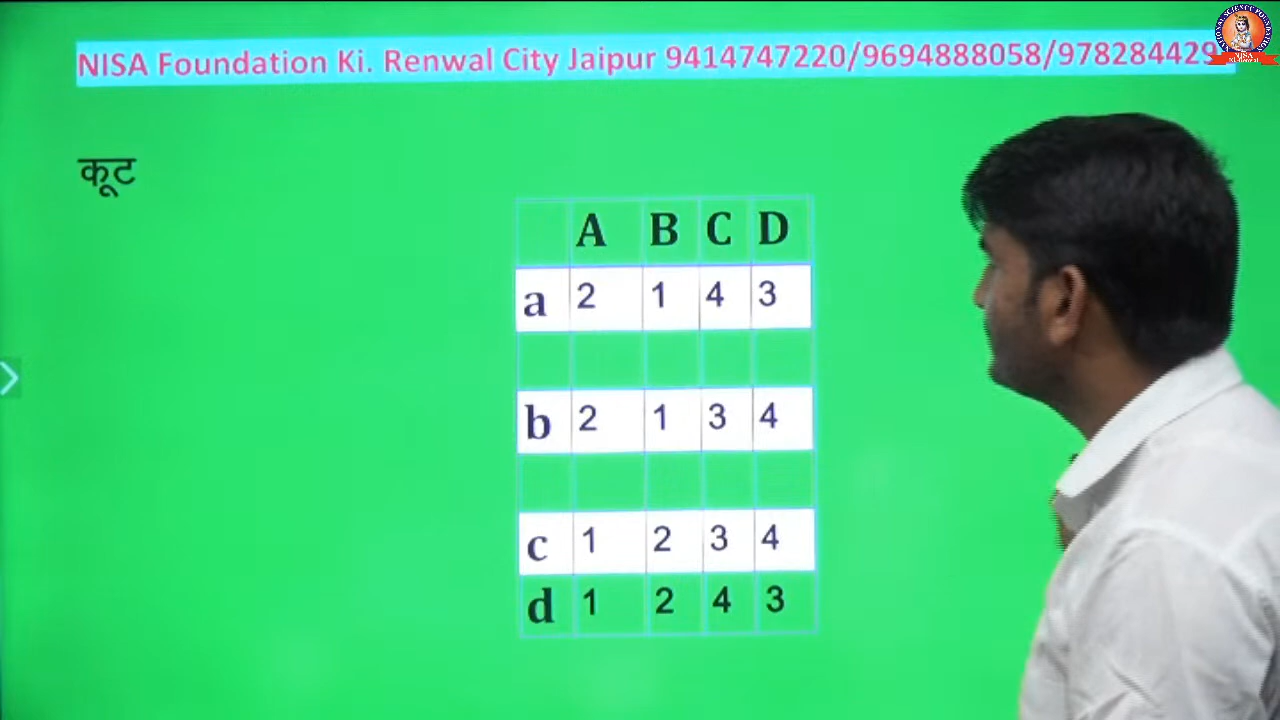 NISA Foundation Ki. Renwal City Jaipur 9414747220/9694888058/978284429
कूट
A B C D
a 2 1 4 3
b 2 1 3 4
c 1 2 3 4
d 1 2 4 3